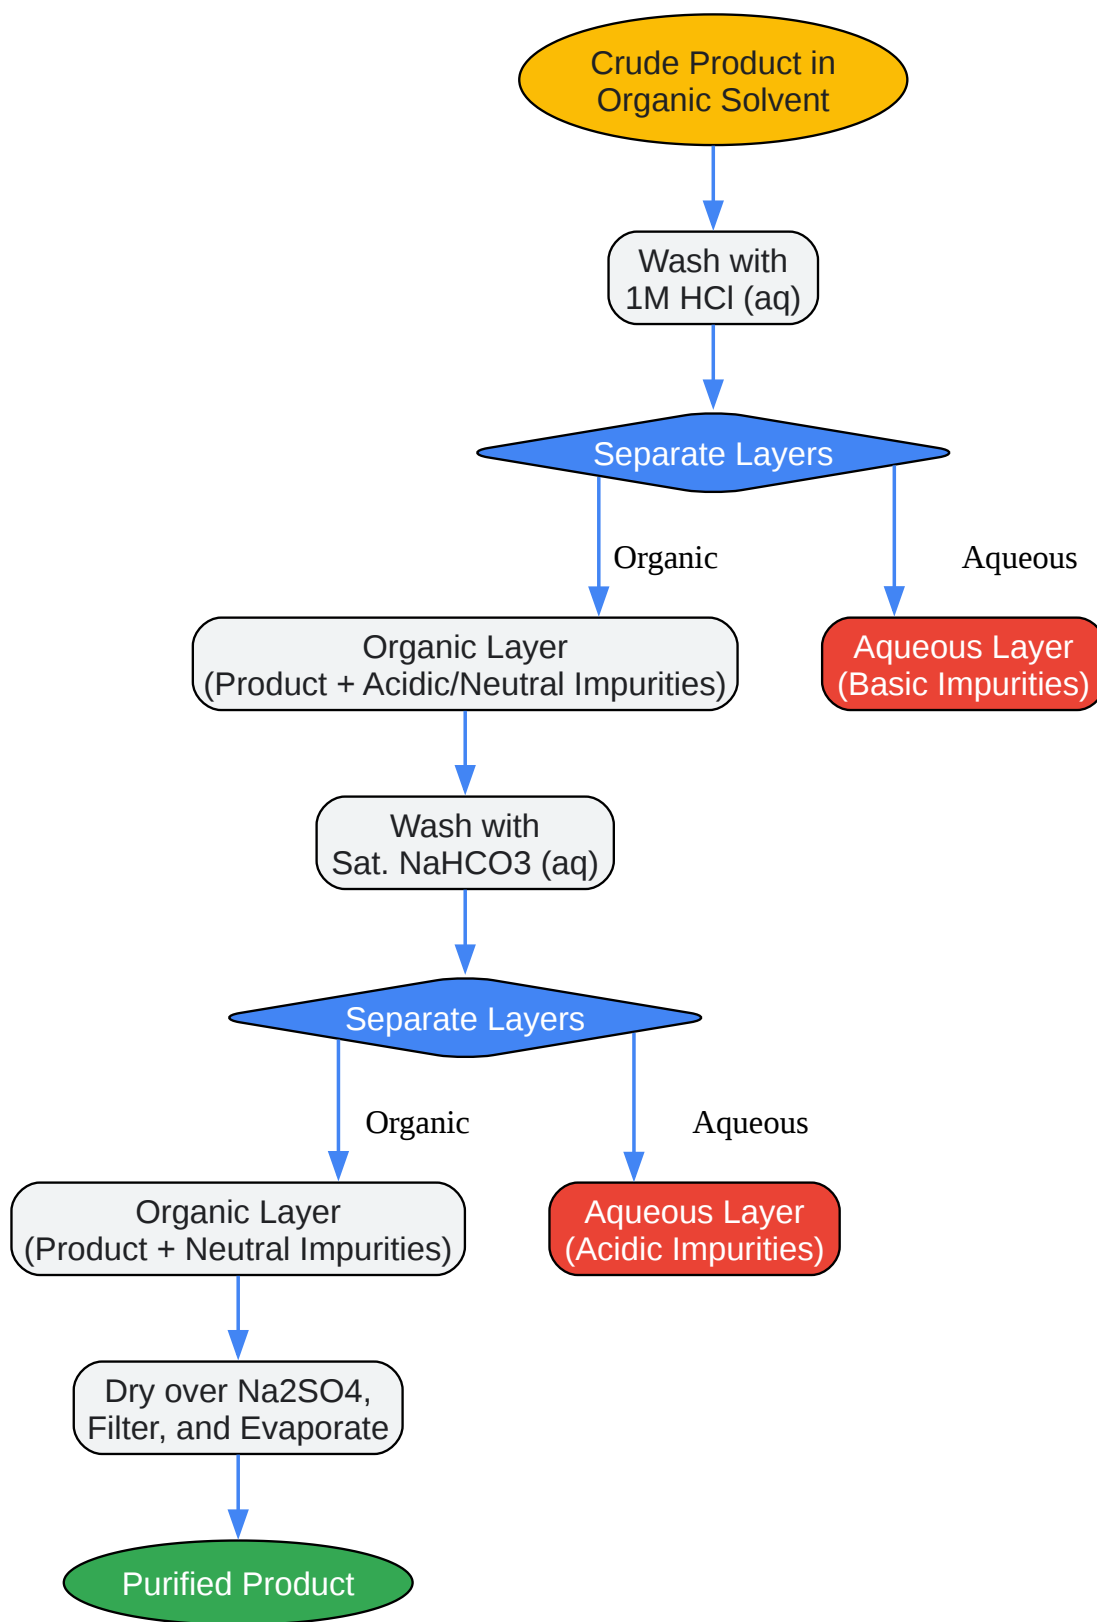 Crude Product in
Organic Solvent
Wash with
1M HCl (aq)
Separate Layers
Organic
Aqueous
Organic Layer
(Product + Acidic/Neutral Impurities)
Aqueous Layer
(Basic Impurities)
Wash with
Sat. NaHCO3 (aq)
Separate Layers
Organic
Aqueous
Organic Layer
(Product + Neutral Impurities)
Aqueous Layer
(Acidic Impurities)
Dry over Na2SO4,
Filter, and Evaporate
Purified Product